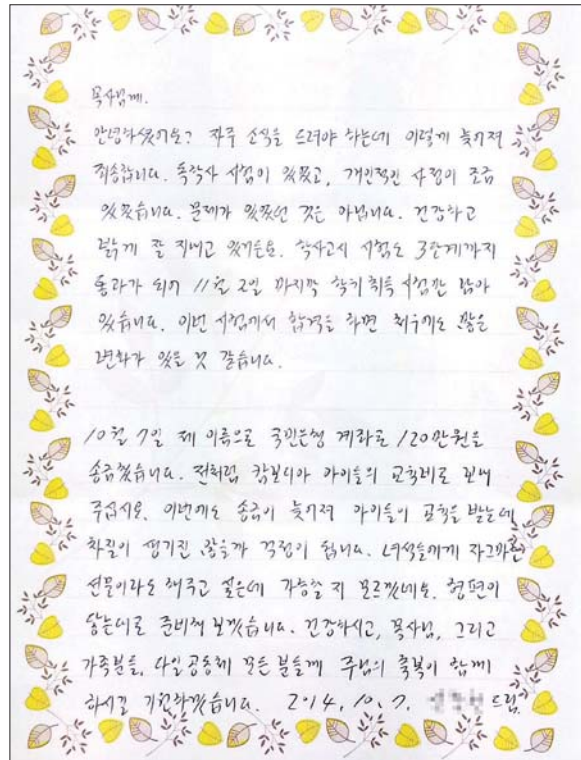 목사님께.
안녕하셨어요? 자주 소식을 드려야 하는데 이렇게 늦어져
죄송합니다. 독학사 시험이 있었고, 개인적인 사정이 조금
있었습니다. 문제가 있었던 것은 아닙니다. 건강하고
밝게 잘 지내고 있거든요. 학사고시 시험도 3단계까지
통과가 되어 11월 2일 마지막 학위취득 시험만 남아
있습니다. 이번 시험에서 합격을 하면 처우에도 많은
변화가 있을 것 같습니다.
10월 7일 제 이름으로 국민은행 계좌로 120만원을
송금했습니다. 전처럼 캄보디아 아이들의 교육비로 보내
주십시오. 이번에도 송금이 늦어져 아이들이 교육을 받는데
차질이 생기진 않을까 걱정이 됩니다. 녀석들에게 자그마한
선물이라도 해주고 싶은데 가능할 지 모르겠네요. 형편이
닿는대로 준비해 보겠습니다. 건강하시고, 목사님, 그리고
가족분들, 다일공동체 모든 분들께 주님의 축복이 함께
하시길 기원하겠습니다. 2014. 10. 7. 드림.